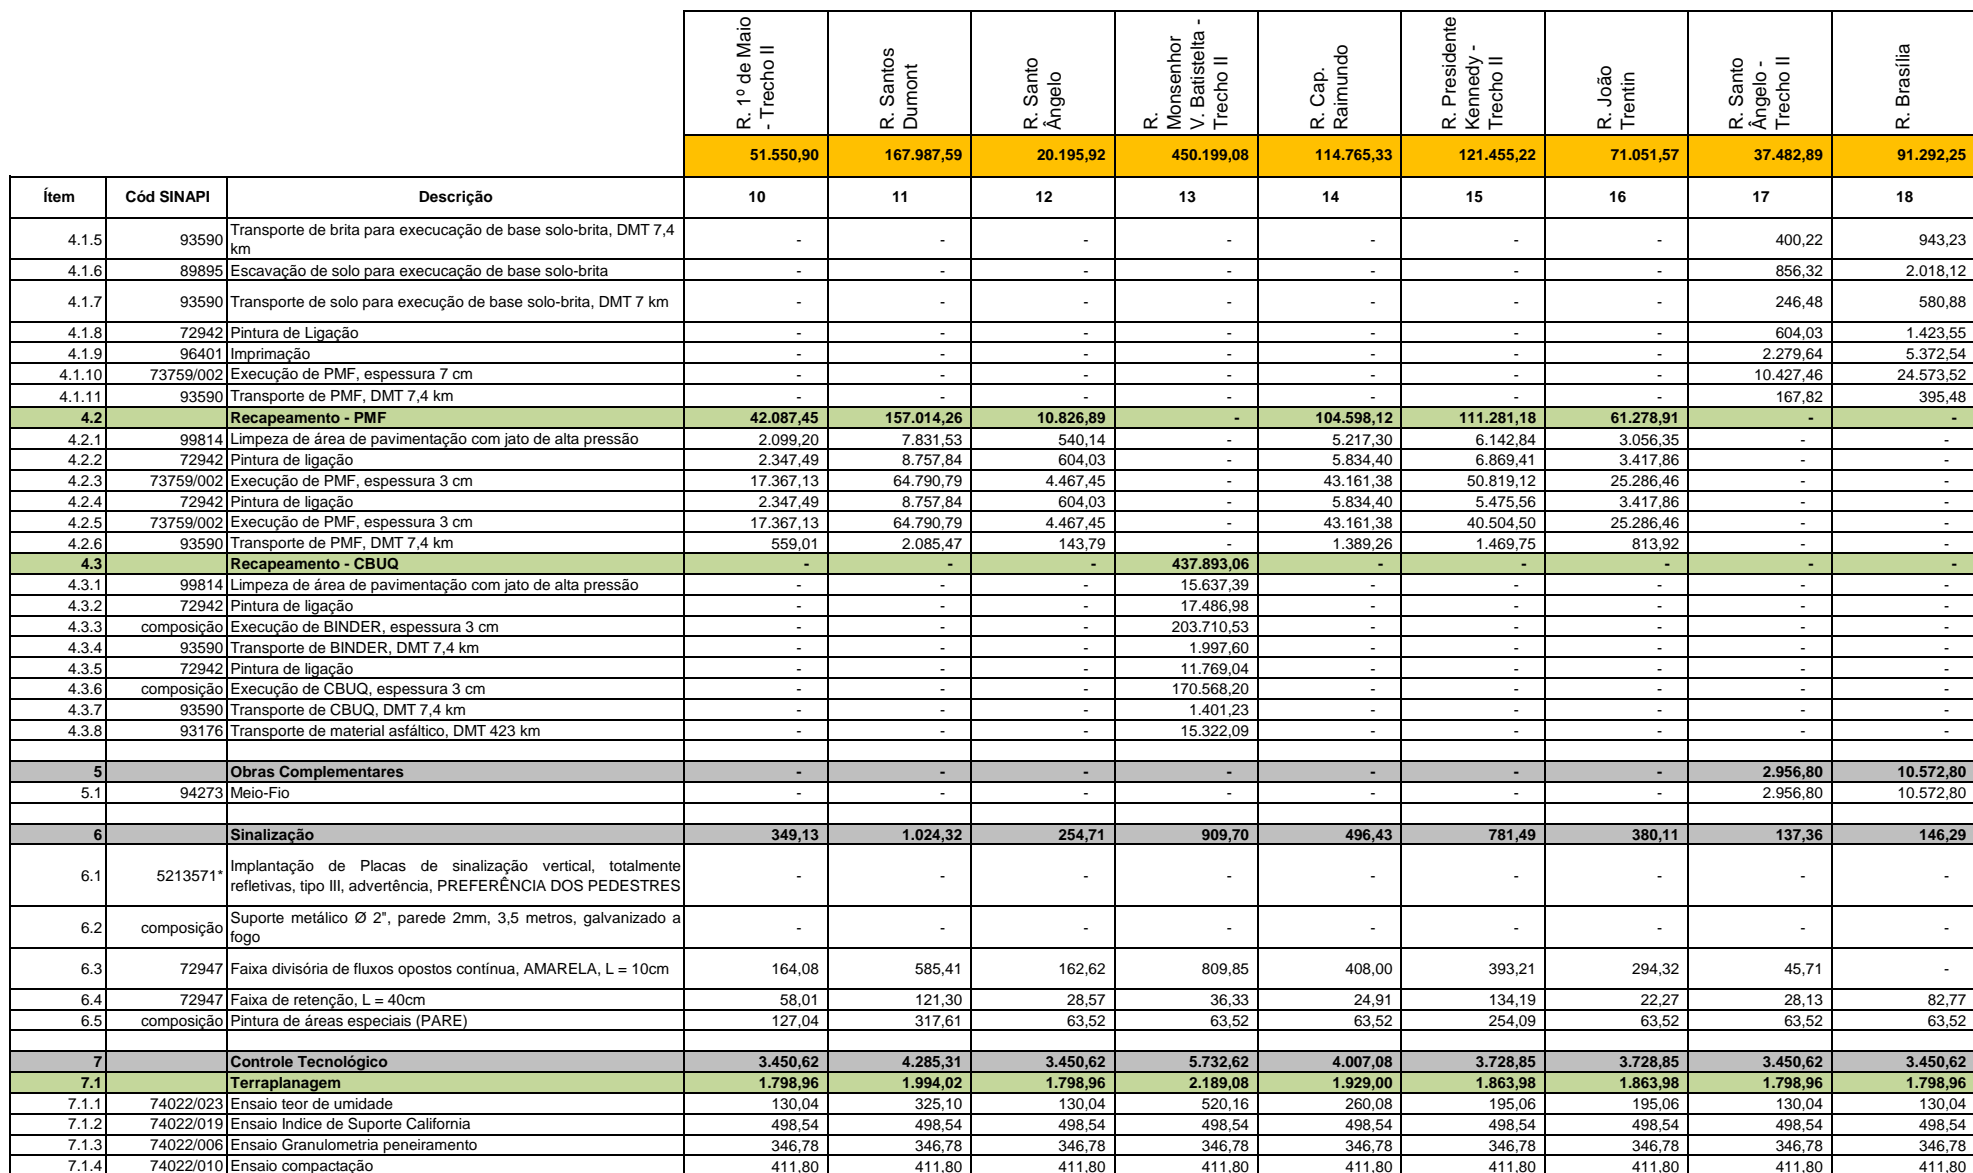 R. 1º de Maio - Trecho II
R. Santos Dumont
R. Santo Ângelo
R. Monsenhor V. Batistelta - Trecho II
R. Cap. Raimundo
R. Presidente Kennedy - Trecho II
R. João Trentin
R. Santo Ângelo - Trecho II
R. Brasília
51.550,90 167.987,59 20.195,92 450.199,08 114.765,33 121.455,22 71.051,57 37.482,89 91.292,25
Ítem Cód SINAPI Descrição 10 11 12 13 14 15 16 17 18
4.1.5 93590 Transporte de brita para execucação de base solo-brita, DMT 7,4 km - - - - - - - 400,22 943,23
4.1.6 89895 Escavação de solo para execucação de base solo-brita - - - - - - - 856,32 2.018,12
4.1.7 93590 Transporte de solo para execução de base solo-brita, DMT 7 km - - - - - - - 246,48 580,88
4.1.8 72942 Pintura de Ligação - - - - - - - 604,03 1.423,55
4.1.9 96401 Imprimação - - - - - - - 2.279,64 5.372,54
4.1.10 73759/002 Execução de PMF, espessura 7 cm - - - - - - - 10.427,46 24.573,52
4.1.11 93590 Transporte de PMF, DMT 7,4 km - - - - - - - 167,82 395,48
4.2 Recapeamento - PMF 42.087,45 157.014,26 10.826,89 - 104.598,12 111.281,18 61.278,91 - -
4.2.1 99814 Limpeza de área de pavimentação com jato de alta pressão 2.099,20 7.831,53 540,14 - 5.217,30 6.142,84 3.056,35 - -
4.2.2 72942 Pintura de ligação 2.347,49 8.757,84 604,03 - 5.834,40 6.869,41 3.417,86 - -
4.2.3 73759/002 Execução de PMF, espessura 3 cm 17.367,13 64.790,79 4.467,45 - 43.161,38 50.819,12 25.286,46 - -
4.2.4 72942 Pintura de ligação 2.347,49 8.757,84 604,03 - 5.834,40 5.475,56 3.417,86 - -
4.2.5 73759/002 Execução de PMF, espessura 3 cm 17.367,13 64.790,79 4.467,45 - 43.161,38 40.504,50 25.286,46 - -
4.2.6 93590 Transporte de PMF, DMT 7,4 km 559,01 2.085,47 143,79 - 1.389,26 1.469,75 813,92 - -
4.3 Recapeamento - CBUQ - - - 437.893,06 - - - - -
4.3.1 99814 Limpeza de área de pavimentação com jato de alta pressão - - - 15.637,39 - - - - -
4.3.2 72942 Pintura de ligação - - - 17.486,98 - - - - -
4.3.3 composição Execução de BINDER, espessura 3 cm - - - 203.710,53 - - - - -
4.3.4 93590 Transporte de BINDER, DMT 7,4 km - - - 1.997,60 - - - - -
4.3.5 72942 Pintura de ligação - - - 11.769,04 - - - - -
4.3.6 composição Execução de CBUQ, espessura 3 cm - - - 170.568,20 - - - - -
4.3.7 93590 Transporte de CBUQ, DMT 7,4 km - - - 1.401,23 - - - - -
4.3.8 93176 Transporte de material asfáltico, DMT 423 km - - - 15.322,09 - - - - -
5 Obras Complementares - - - - - - - 2.956,80 10.572,80
5.1 94273 Meio-Fio - - - - - - - 2.956,80 10.572,80
6 Sinalização 349,13 1.024,32 254,71 909,70 496,43 781,49 380,11 137,36 146,29
6.1 5213571* Implantação de Placas de sinalização vertical, totalmente refletivas, tipo III, advertência, PREFERÊNCIA DOS PEDESTRES - - - - - - - - -
6.2 composição Suporte metálico Ø 2", parede 2mm, 3,5 metros, galvanizado a fogo - - - - - - - - -
6.3 72947 Faixa divisória de fluxos opostos contínua, AMARELA, L = 10cm 164,08 585,41 162,62 809,85 408,00 393,21 294,32 45,71 -
6.4 72947 Faixa de retenção, L = 40cm 58,01 121,30 28,57 36,33 24,91 134,19 22,27 28,13 82,77
6.5 composição Pintura de áreas especiais (PARE) 127,04 317,61 63,52 63,52 63,52 254,09 63,52 63,52 63,52
7 Controle Tecnológico 3.450,62 4.285,31 3.450,62 5.732,62 4.007,08 3.728,85 3.728,85 3.450,62 3.450,62
7.1 Terraplanagem 1.798,96 1.994,02 1.798,96 2.189,08 1.929,00 1.863,98 1.863,98 1.798,96 1.798,96
7.1.1 74022/023 Ensaio teor de umidade 130,04 325,10 130,04 520,16 260,08 195,06 195,06 130,04 130,04
7.1.2 74022/019 Ensaio Indice de Suporte California 498,54 498,54 498,54 498,54 498,54 498,54 498,54 498,54 498,54
7.1.3 74022/006 Ensaio Granulometria peneiramento 346,78 346,78 346,78 346,78 346,78 346,78 346,78 346,78 346,78
7.1.4 74022/010 Ensaio compactação 411,80 411,80 411,80 411,80 411,80 411,80 411,80 411,80 411,80